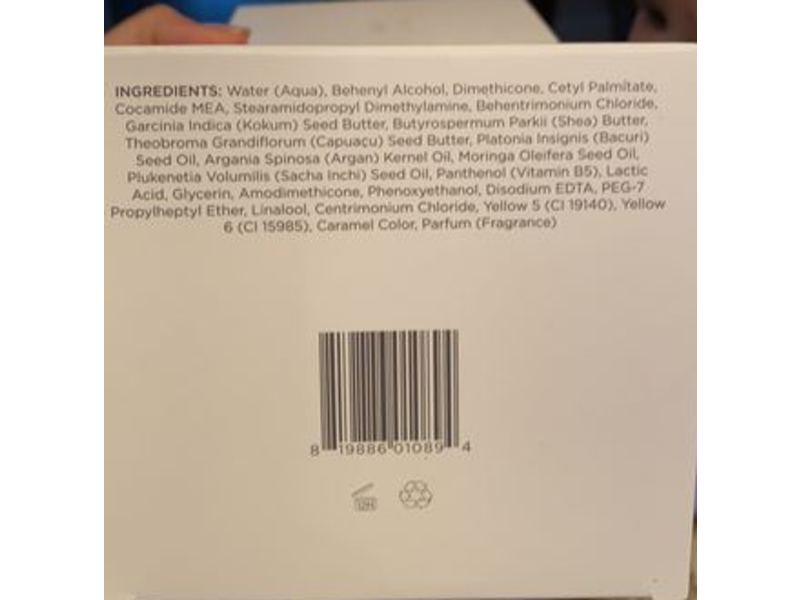 INGREDIENTS: Water (Aqua), Behenyl Alcohol, Dimethicone, Cetyl Palmitate,
Cocamide MEA, Stearamidopropyl Dimethylamine, Behentrimonium Chloride,
Garcinia Indica (Kokum) Seed Butter, Butyrospermum Parkii (Shea) Butter,
Theobroma Grandiflorum (Capuacu) Seed Butter, Platonia Insignis (Bacuri)
Seed Oil, Argania Spinosa (Argan) Kernel Oil, Moringa Oleifera Seed Oil,
Plukenetia Volumilis (Sacha Inchi) Seed Oil, Panthenol (Vitamin B5), Lactic
Acid, Glycerin, Amodimethicone, Phenoxyethanol, Disodium EDTA, PEG-7
Propylheptyl Ether, Linalool, Centrimonium Chloride, Yellow 5 (CI 19140), Yellow
6 (CI 15985), Caramel Color, Parfum (Fragrance)
8 19886 01089 4
12M